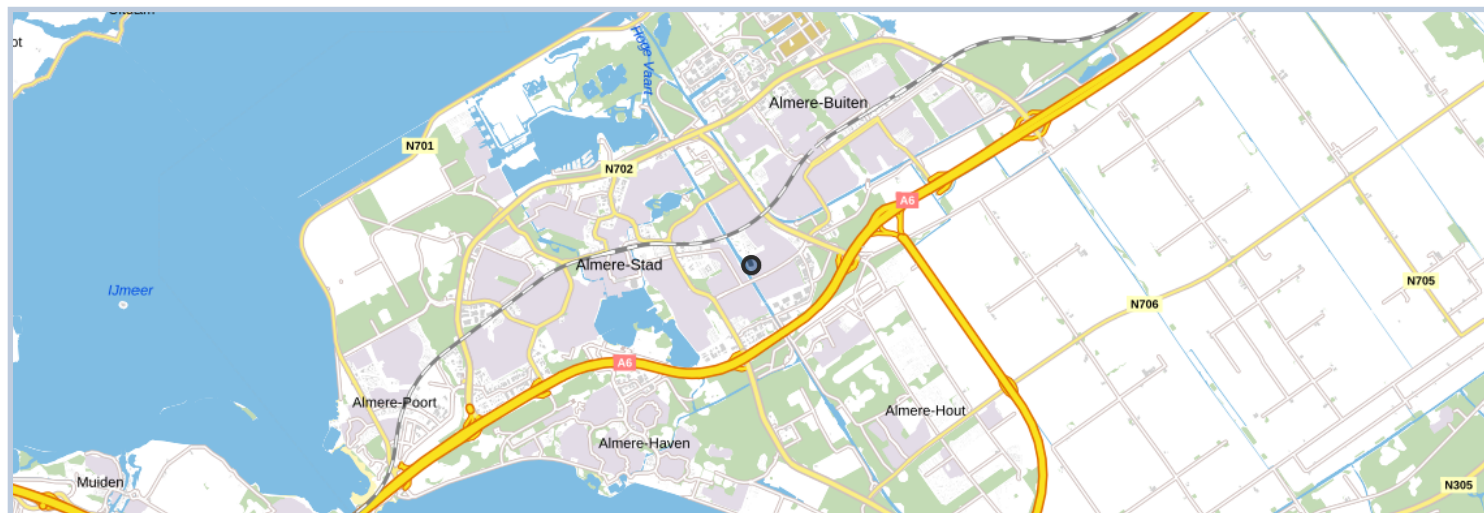 Hoge Vaart
Almere-Buiten
N701
N702
A6
Almere-Stad
IJmeer
N705
N706
A6
Almere-Poort
Almere-Hout
Almere-Haven
Muiden
N305